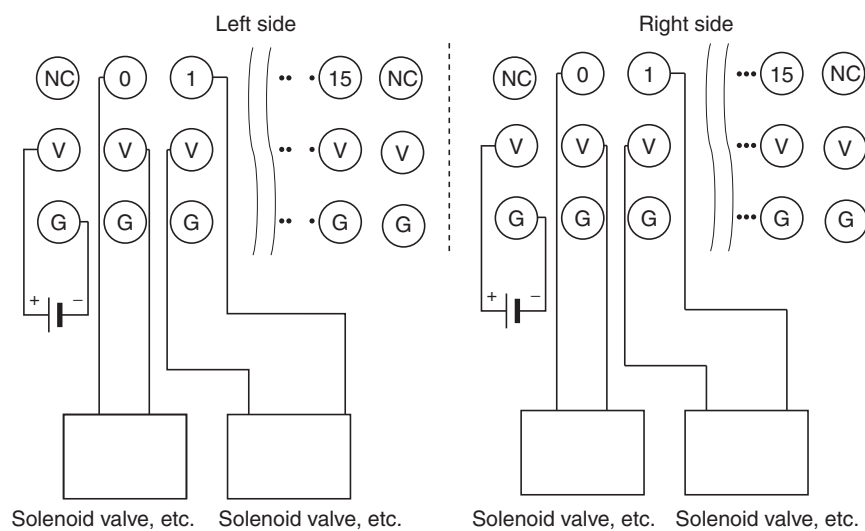 Left side
NC 0 1 •• • 15 NC
V V V •• • V V
G G G •• • G G
+ −
Solenoid valve, etc. Solenoid valve, etc.
Right side
NC 0 1 ••• 15 NC
V V V ••• V V
G G G ••• G G
+ −
Solenoid valve, etc. Solenoid valve, etc.